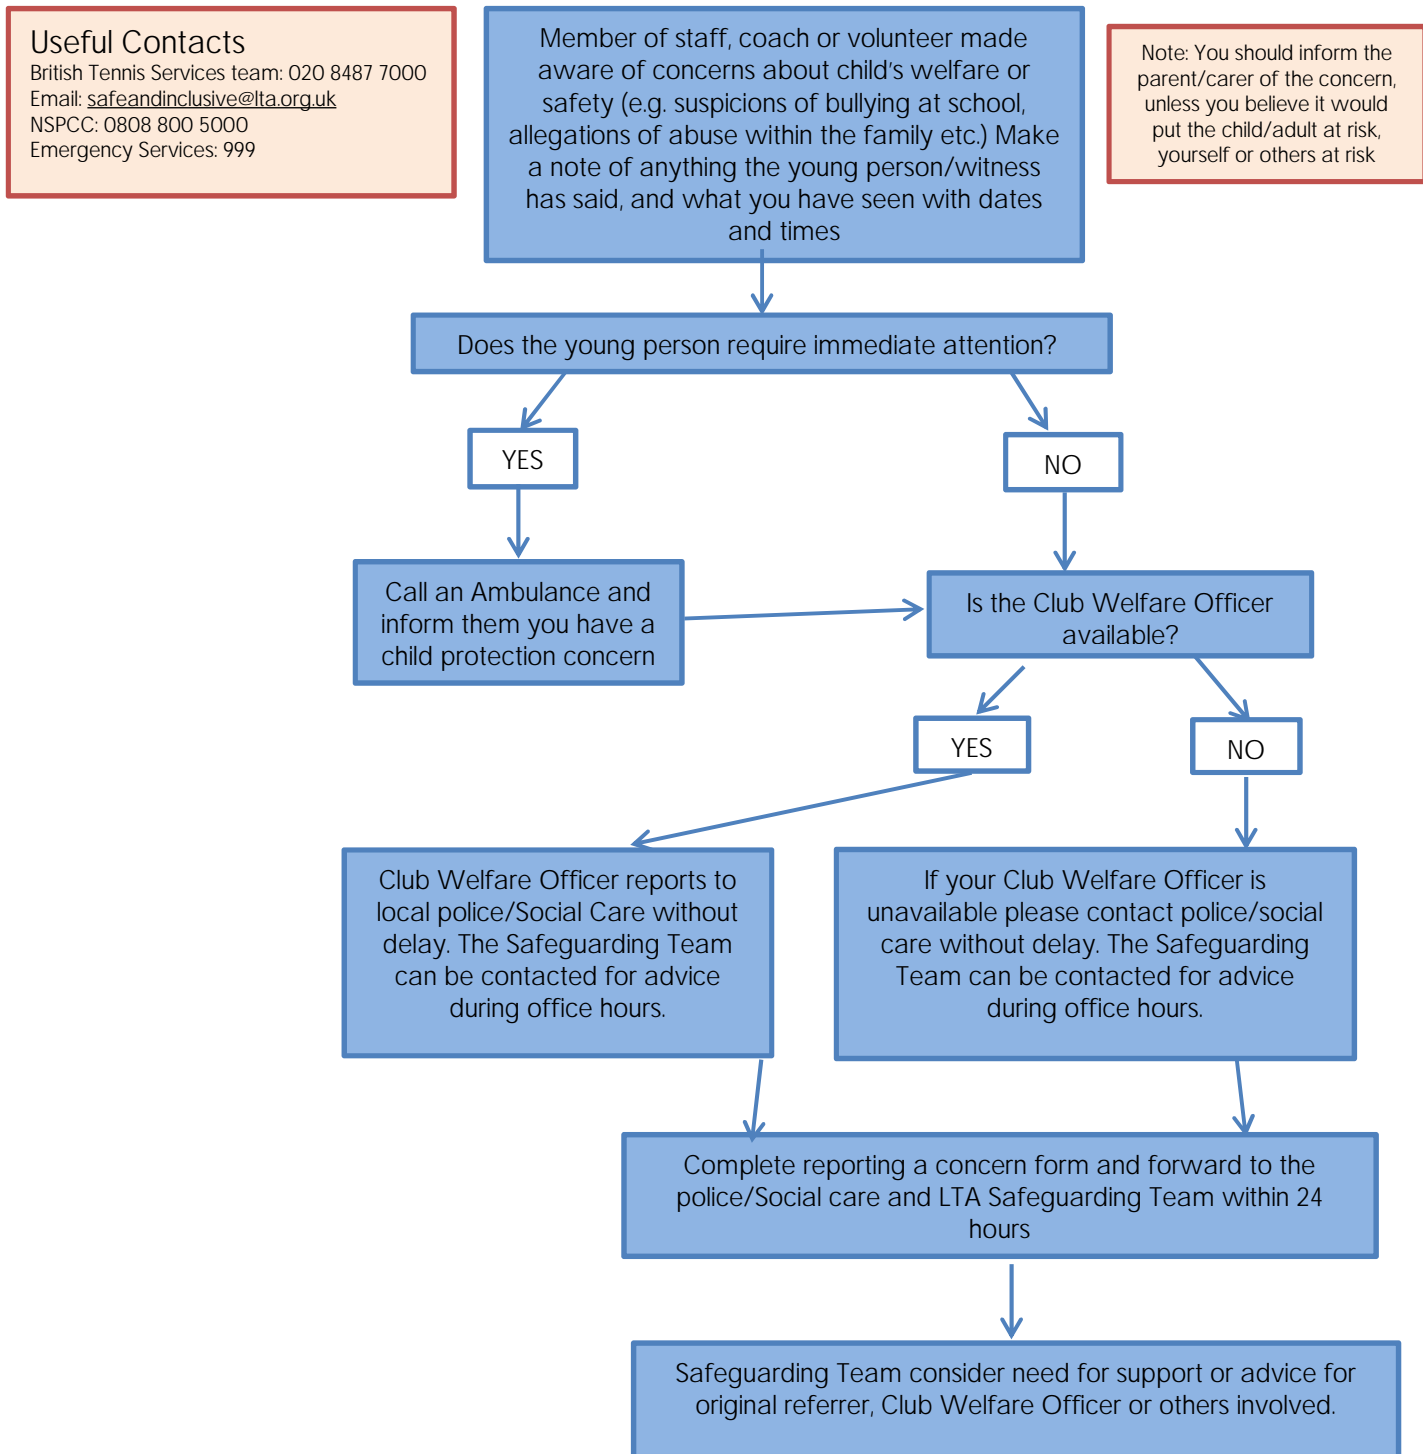 Useful Contacts
British Tennis Services team: 020 8487 7000
Email: safeandinclusive@lta.org.uk
NSPCC: 0808 800 5000
Emergency Services: 999
Member of staff, coach or volunteer made
aware of concerns about child's welfare or
safety (e.g. suspicions of bullying at school,
allegations of abuse within the family etc.) Make
a note of anything the young person/witness
has said, and what you have seen with dates
and times
Note: You should inform the
parent/carer of the concern,
unless you believe it would
put the child/adult at risk,
yourself or others at risk
Does the young person require immediate attention?
YES
NO
Call an Ambulance and
inform them you have a
child protection concern
Is the Club Welfare Officer
available?
YES
NO
Club Welfare Officer reports to
local police/Social Care without
delay. The Safeguarding Team
can be contacted for advice
during office hours.
If your Club Welfare Officer is
unavailable please contact police/social
care without delay. The Safeguarding
Team can be contacted for advice
during office hours.
Complete reporting a concern form and forward to the
police/Social care and LTA Safeguarding Team within 24
hours
Safeguarding Team consider need for support or advice for
original referrer, Club Welfare Officer or others involved.